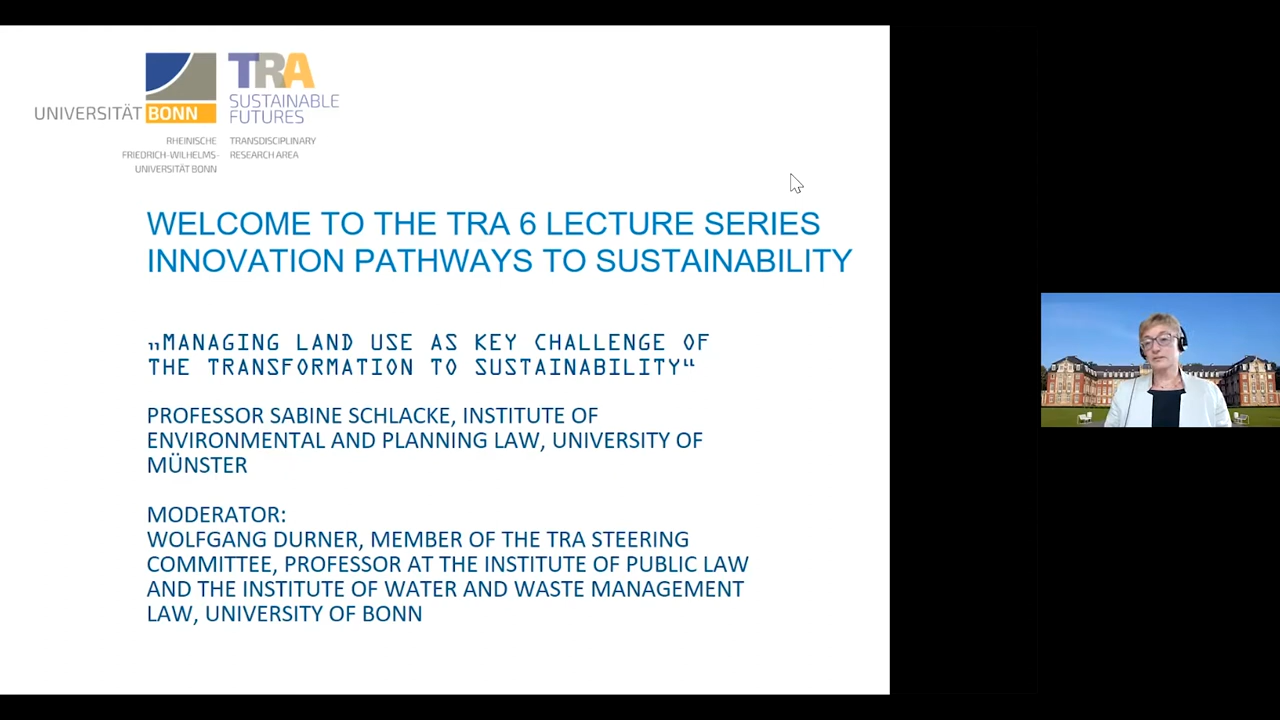 UNIVERSITÄT BONN
TRA
SUSTAINABLE
FUTURES
RHEINISCHE
FRIEDRICH-WILHELMS-
UNIVERSITÄT BONN
TRANSDISCIPLINARY
RESEARCH AREA
WELCOME TO THE TRA 6 LECTURE SERIES
INNOVATION PATHWAYS TO SUSTAINABILITY
„MANAGING LAND USE AS KEY CHALLENGE OF
THE TRANSFORMATION TO SUSTAINABILITY“
PROFESSOR SABINE SCHLACKE, INSTITUTE OF
ENVIRONMENTAL AND PLANNING LAW, UNIVERSITY OF
MÜNSTER
MODERATOR:
WOLFGANG DURNER, MEMBER OF THE TRA STEERING
COMMITTEE, PROFESSOR AT THE INSTITUTE OF PUBLIC LAW
AND THE INSTITUTE OF WATER AND WASTE MANAGEMENT
LAW, UNIVERSITY OF BONN